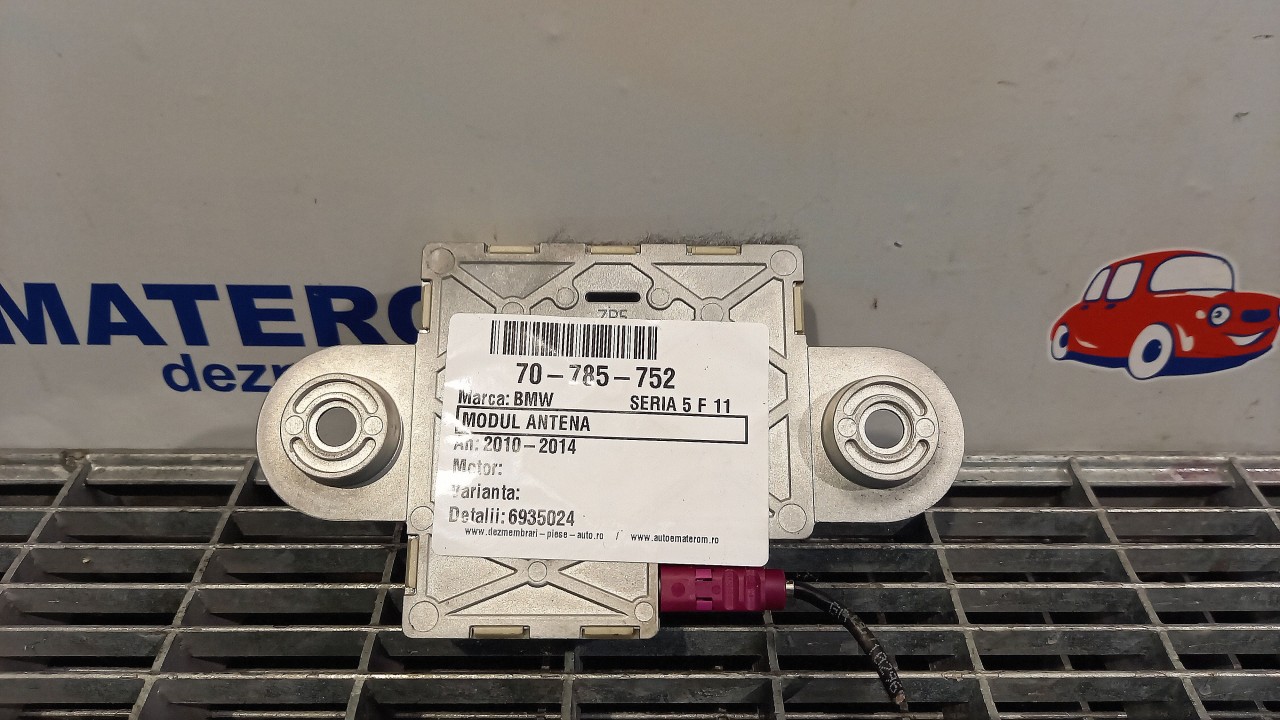 MATERO
dezm
ZP5
70-785-752
Marca: BMW SERIA 5 F 11
MODUL ANTENA
An: 2010-2014
Motor:
Varianta:
Detalii: 6935024
www.dezmembrari-piese-auto.ro / www.autoematerom.ro